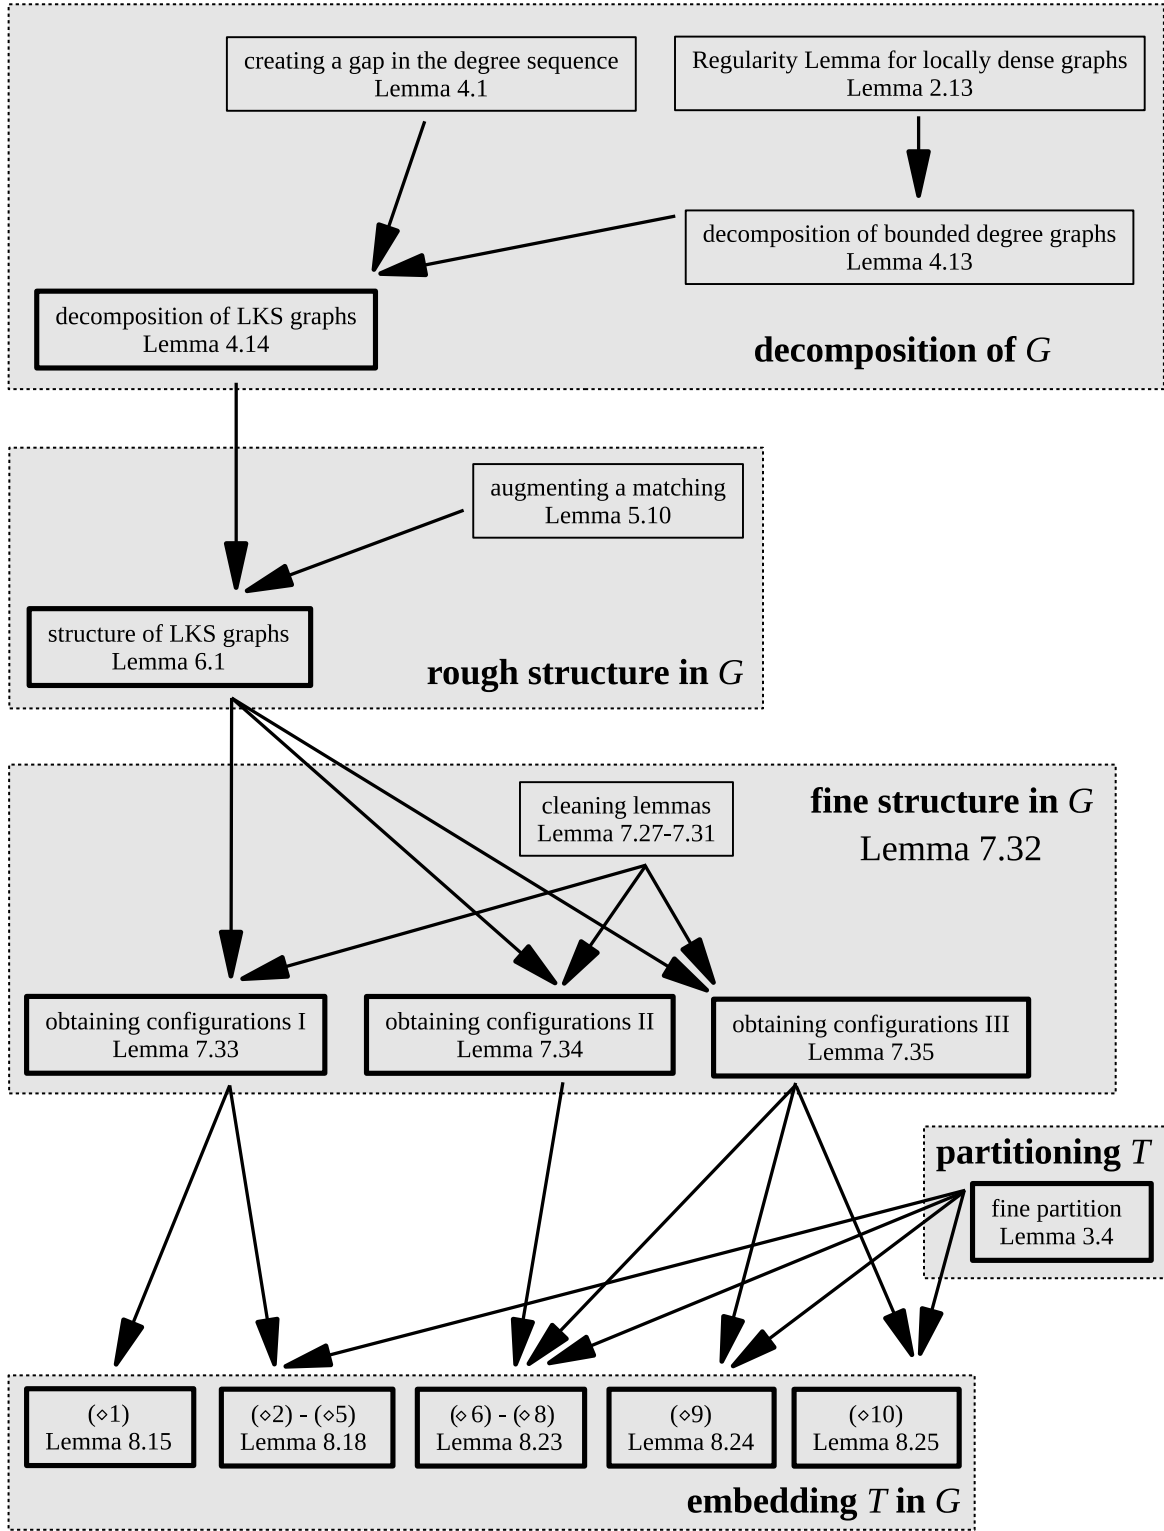 creating a gap in the degree sequence
Lemma 4.1
Regularity Lemma for locally dense graphs
Lemma 2.13
decomposition of bounded degree graphs
Lemma 4.13
decomposition of LKS graphs
Lemma 4.14
decomposition of G
augmenting a matching
Lemma 5.10
structure of LKS graphs
Lemma 6.1
rough structure in G
cleaning lemmas
Lemma 7.27-7.31
fine structure in G
Lemma 7.32
obtaining configurations I
Lemma 7.33
obtaining configurations II
Lemma 7.34
obtaining configurations III
Lemma 7.35
partitioning T
fine partition
Lemma 3.4
(⋄1)
Lemma 8.15
(⋄2) - (⋄5)
Lemma 8.18
(⋄6) - (⋄8)
Lemma 8.23
(⋄9)
Lemma 8.24
(⋄10)
Lemma 8.25
embedding T in G